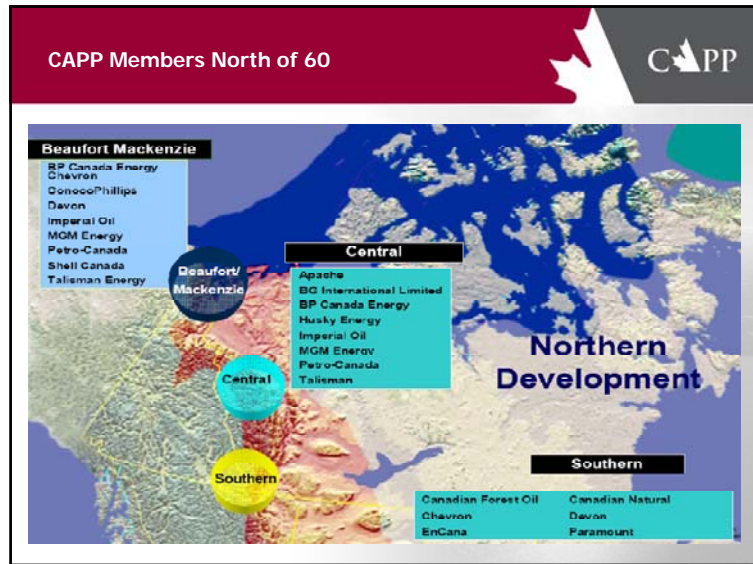 CAPP Members North of 60
CAPP
Beaufort Mackenzie
BP Canada Energy
Chevron
ConocoPhillips
Devon
Imperial Oil
MGM Energy
Petro-Canada
Shell Canada
Talisman Energy
Beaufort/
Mackenzie
Central
Apache
BG International Limited
BP Canada Energy
Husky Energy
Imperial Oil
MGM Energy
Petro-Canada
Talisman
Northern
Development
Central
Southern
Southern
Canadian Forest Oil Canadian Natural
Chevron Devon
EnCana Paramount